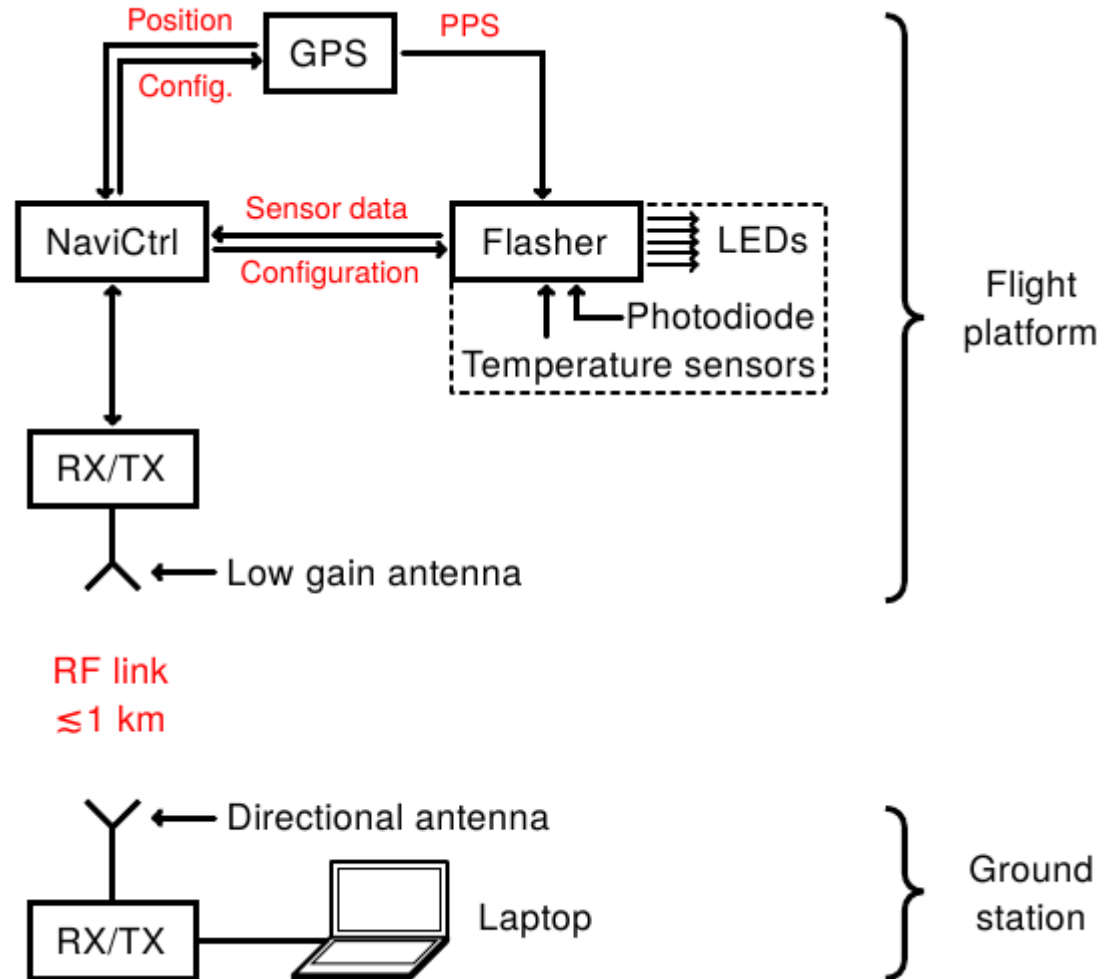 Position
GPS
PPS
Config.
NaviCtrl
Sensor data
Configuration
Flasher
LEDs
Photodiode
Temperature sensors
Flight
platform
RX/TX
Low gain antenna
RF link
≲1 km
Directional antenna
RX/TX
Laptop
Ground
station